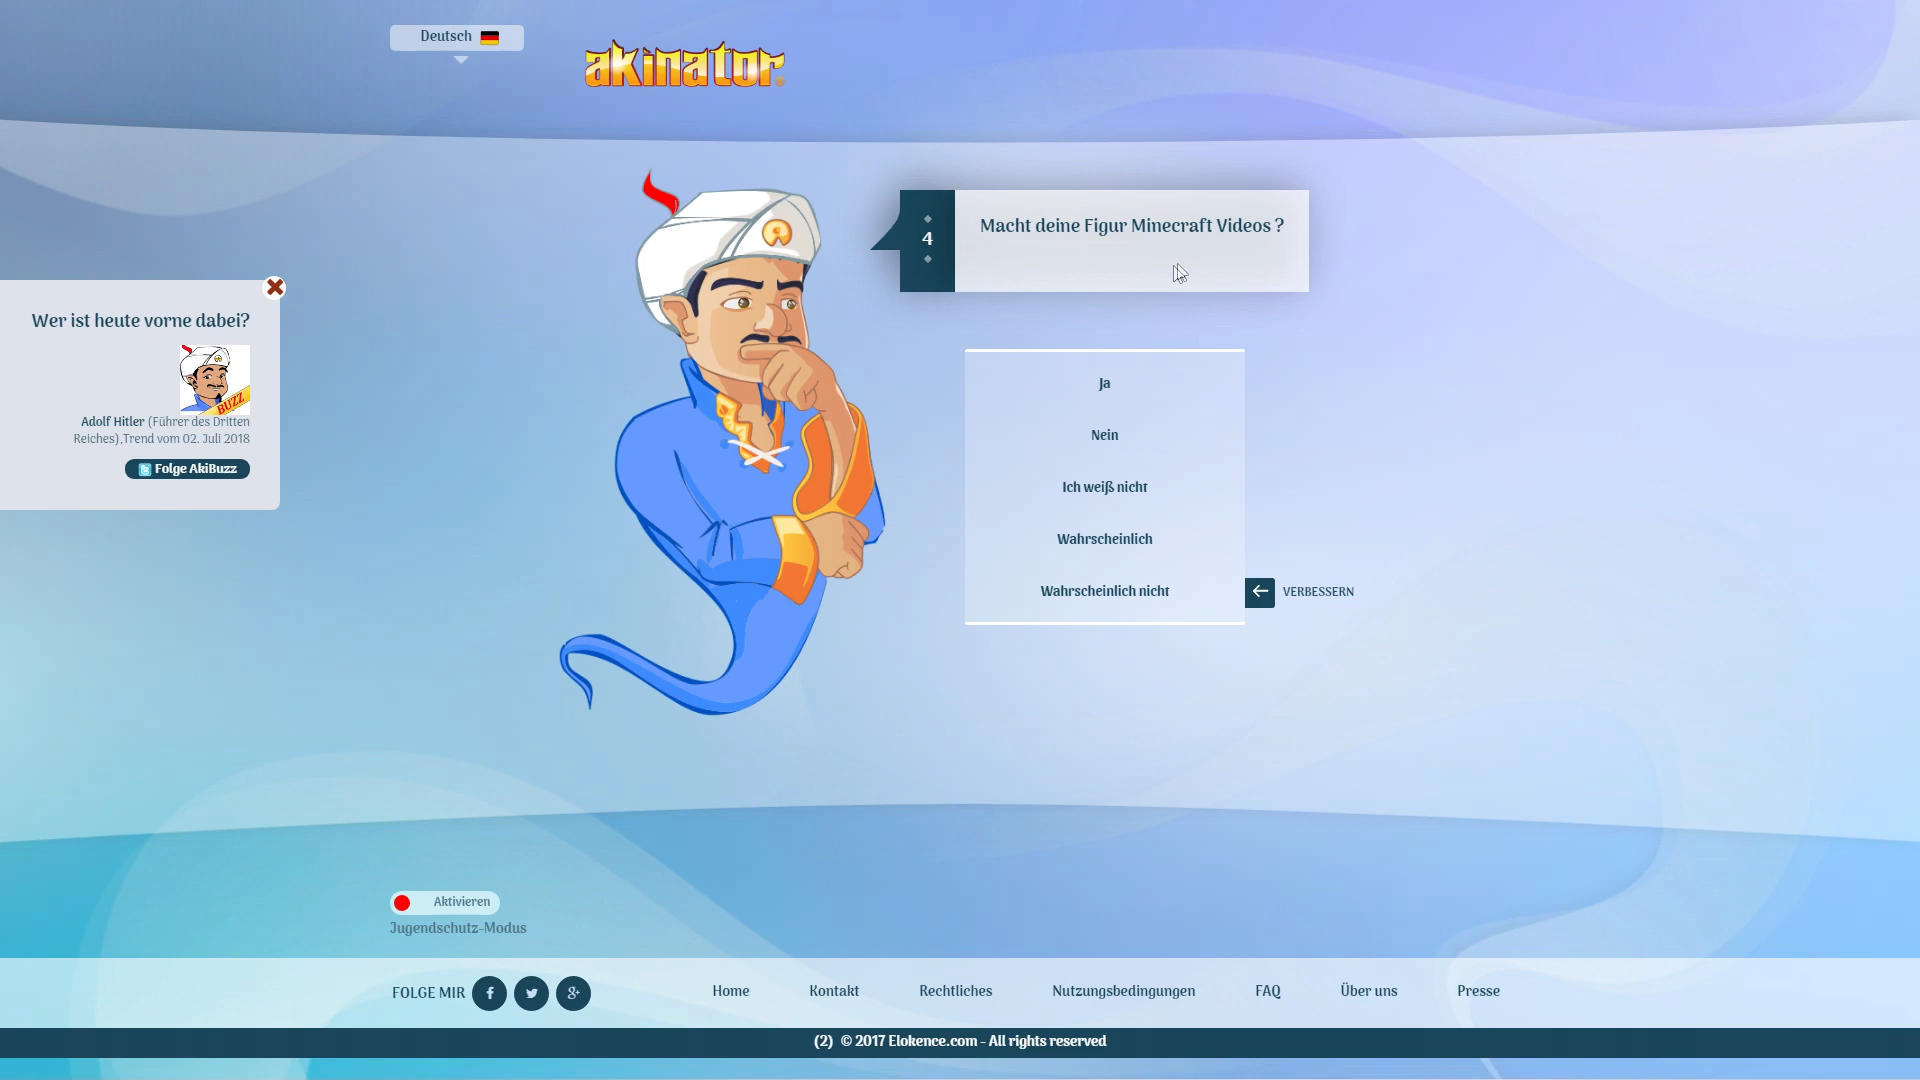 Deutsch
akinator
4
Macht deine Figur Minecraft Videos ?
Wer ist heute vorne dabei?
BUZZ
Adolf Hitler (Führer des Dritten
Reiches),Trend vom 02. Juli 2018
Folge AkiBuzz
Ja
Nein
Ich weiß nicht
Wahrscheinlich
Wahrscheinlich nicht
VERBESSERN
Aktivieren
Jugendschutz-Modus
FOLGE MIR
Home
Kontakt
Rechtliches
Nutzungsbedingungen
FAQ
Über uns
Presse
(2) © 2017 Elokence.com - All rights reserved